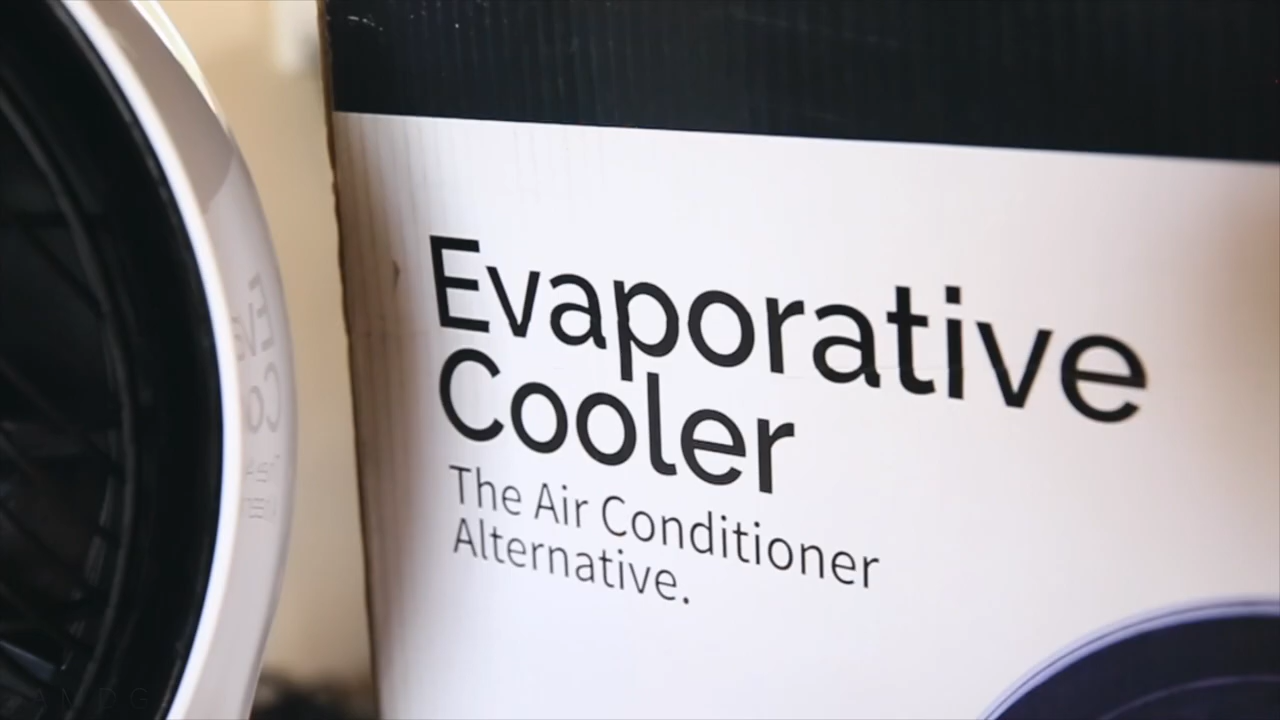 Evaporative
Cooler
The Air Conditioner
Alternative.